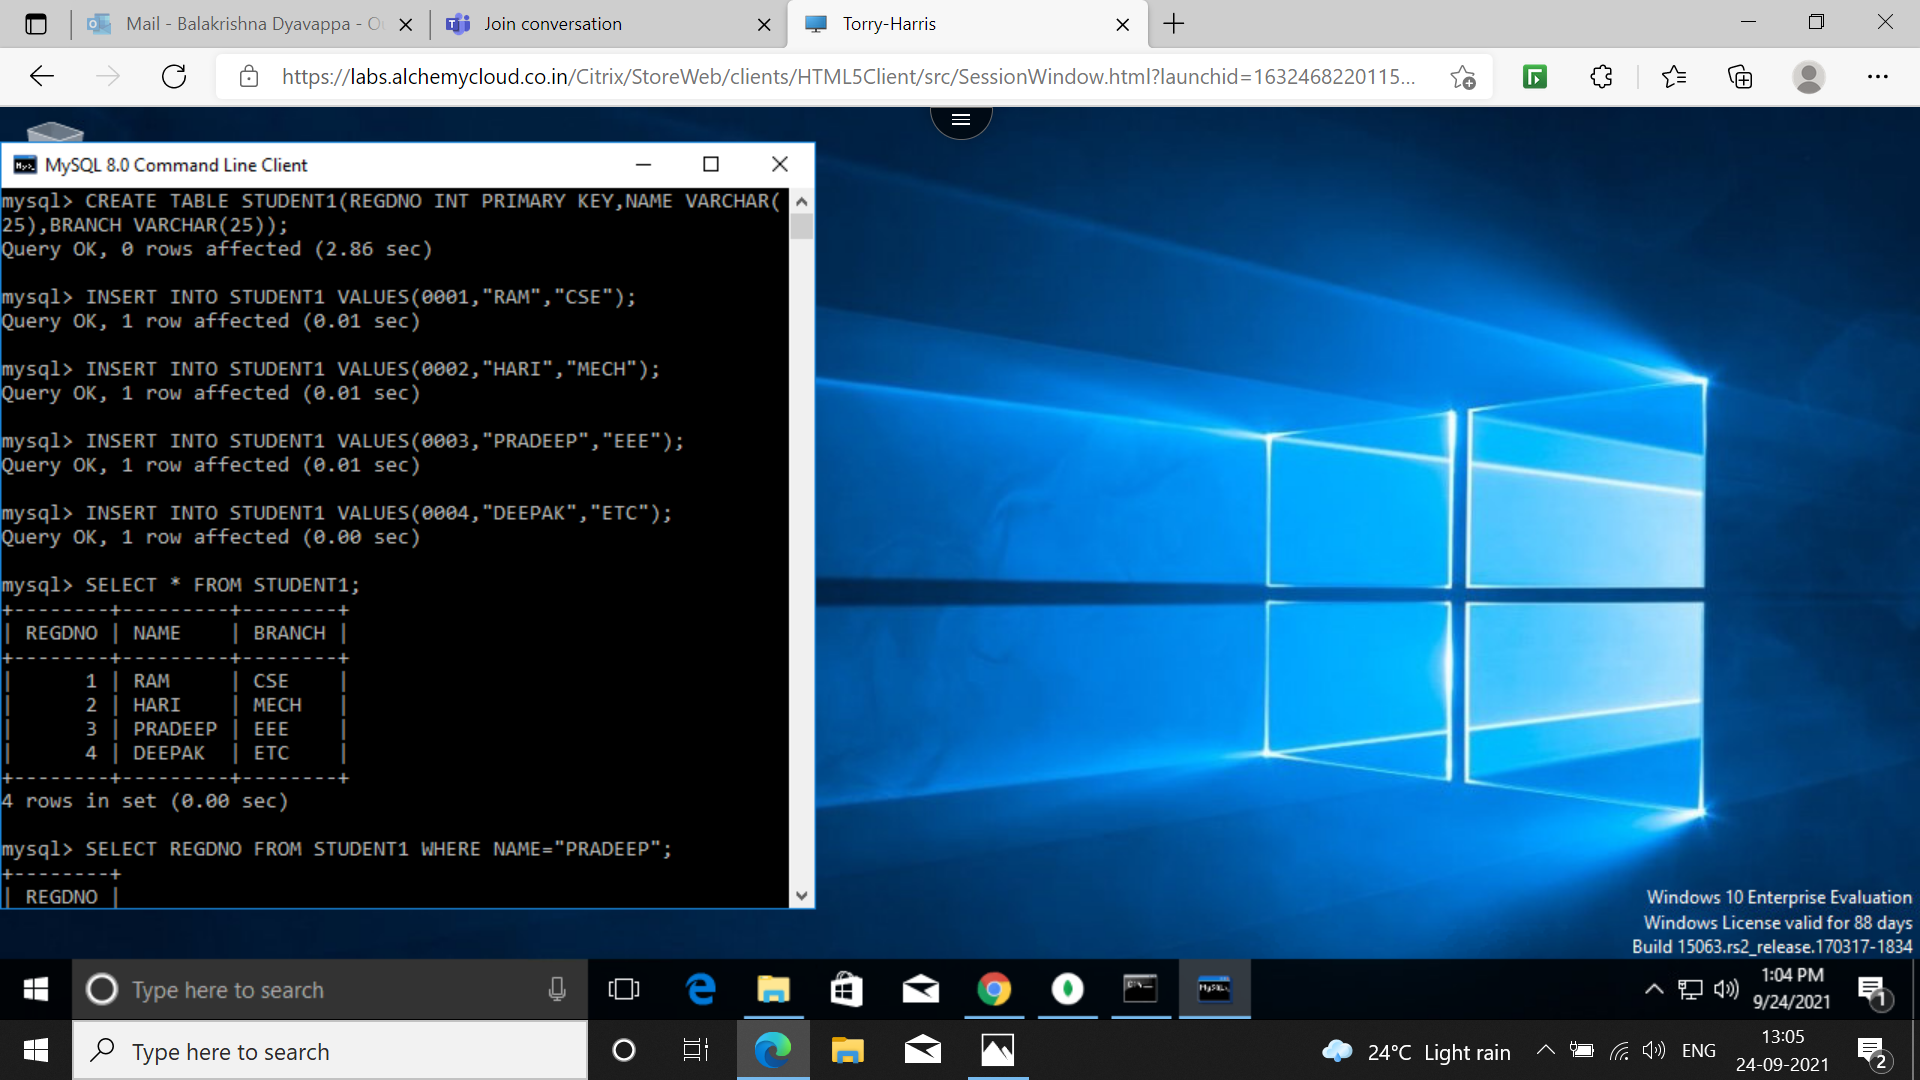 Mail - Balakrishna Dyavappa - Ou
Join conversation
Torry-Harris
https://labs.alchemycloud.co.in/Citrix/StoreWeb/clients/HTML5Client/src/SessionWindow.html?launchid=1632468220115...
MySQL 8.0 Command Line Client
mysql> CREATE TABLE STUDENT1(REGDNO INT PRIMARY KEY,NAME VARCHAR(
25),BRANCH VARCHAR(25));
Query OK, 0 rows affected (2.86 sec)
mysql> INSERT INTO STUDENT1 VALUES(0001,"RAM","CSE");
Query OK, 1 row affected (0.01 sec)
mysql> INSERT INTO STUDENT1 VALUES(0002,"HARI","MECH");
Query OK, 1 row affected (0.01 sec)
mysql> INSERT INTO STUDENT1 VALUES(0003,"PRADEEP","EEE");
Query OK, 1 row affected (0.01 sec)
mysql> INSERT INTO STUDENT1 VALUES(0004,"DEEPAK","ETC");
Query OK, 1 row affected (0.00 sec)
mysql> SELECT * FROM STUDENT1;
+--------+---------+--------+
| REGDNO | NAME    | BRANCH |
+--------+---------+--------+
|      1 | RAM     | CSE    |
|      2 | HARI    | MECH   |
|      3 | PRADEEP | EEE    |
|      4 | DEEPAK  | ETC    |
+--------+---------+--------+
4 rows in set (0.00 sec)
mysql> SELECT REGDNO FROM STUDENT1 WHERE NAME="PRADEEP";
+--------+
| REGDNO |
Windows 10 Enterprise Evaluation
Windows License valid for 88 days
Build 15063.rs2_release.170317-1834
Type here to search
1:04 PM
9/24/2021
1
Type here to search
24°C Light rain
ENG
13:05
24-09-2021
2